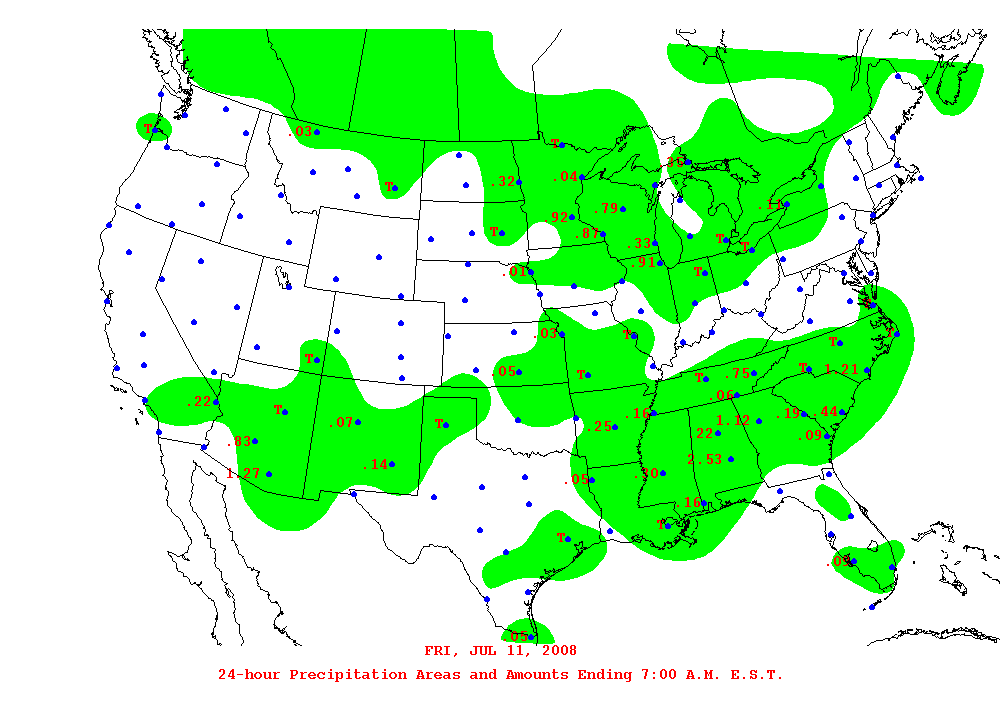 T
.03
T
.30
T
.32
.04
T
.79
.11
.92
T
.87
.33
T
T
.91
.01
T
.03
T
T
T
T
.05
T
.75
T
T
1.21
.22
T
.06
.07
T
.16
1.12
.19
.44
.25
.83
.22
.09
.14
2.53
1.27
.05
.30
.16
T
T
.09
.05
FRI, JUL 11, 2008
24-hour Precipitation Areas and Amounts Ending 7:00 A.M. E.S.T.